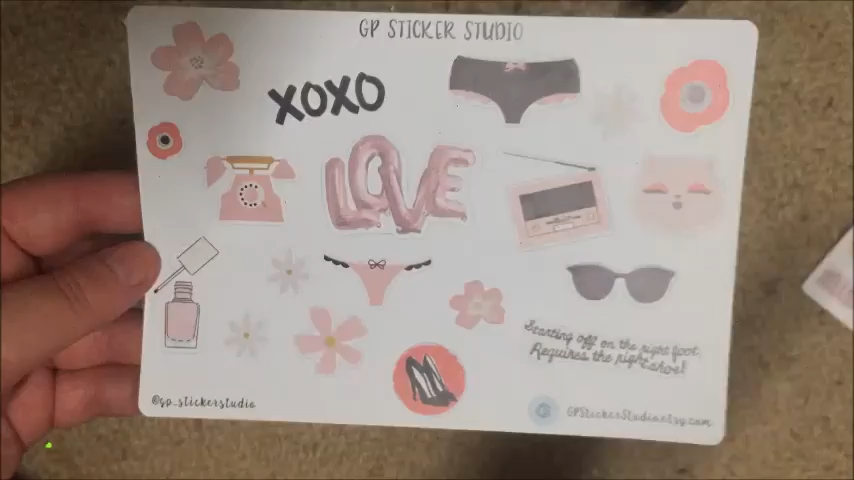 GP STICKER STUDIO
XOXO
LOVE
Starting off on the right foot,
Requires the right shoe!
@gp_stickerstudio
GPStickerStudio.etsy.com